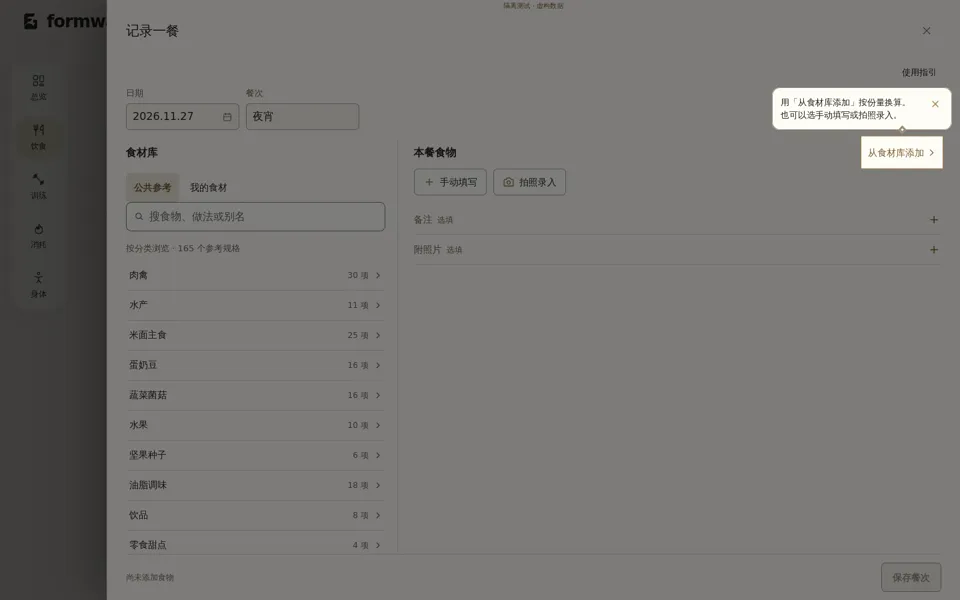 隔离测试 · 虚构数据
formw
记录一餐
使用指引
总览
饮食
训练
消耗
身体
日期
餐次
2026.11.27
夜宵
用「从食材库添加」按份量换算。
也可以选手动填写或拍照录入。
从食材库添加
食材库
公共参考
我的食材
搜食物、做法或别名
按分类浏览 · 165 个参考规格
肉禽 30 项
水产 11 项
米面主食 25 项
蛋奶豆 16 项
蔬菜菌菇 16 项
水果 10 项
坚果种子 6 项
油脂调味 18 项
饮品 8 项
零食甜点 4 项
本餐食物
手动填写
拍照录入
备注 选填
附照片 选填
尚未添加食物
保存餐次